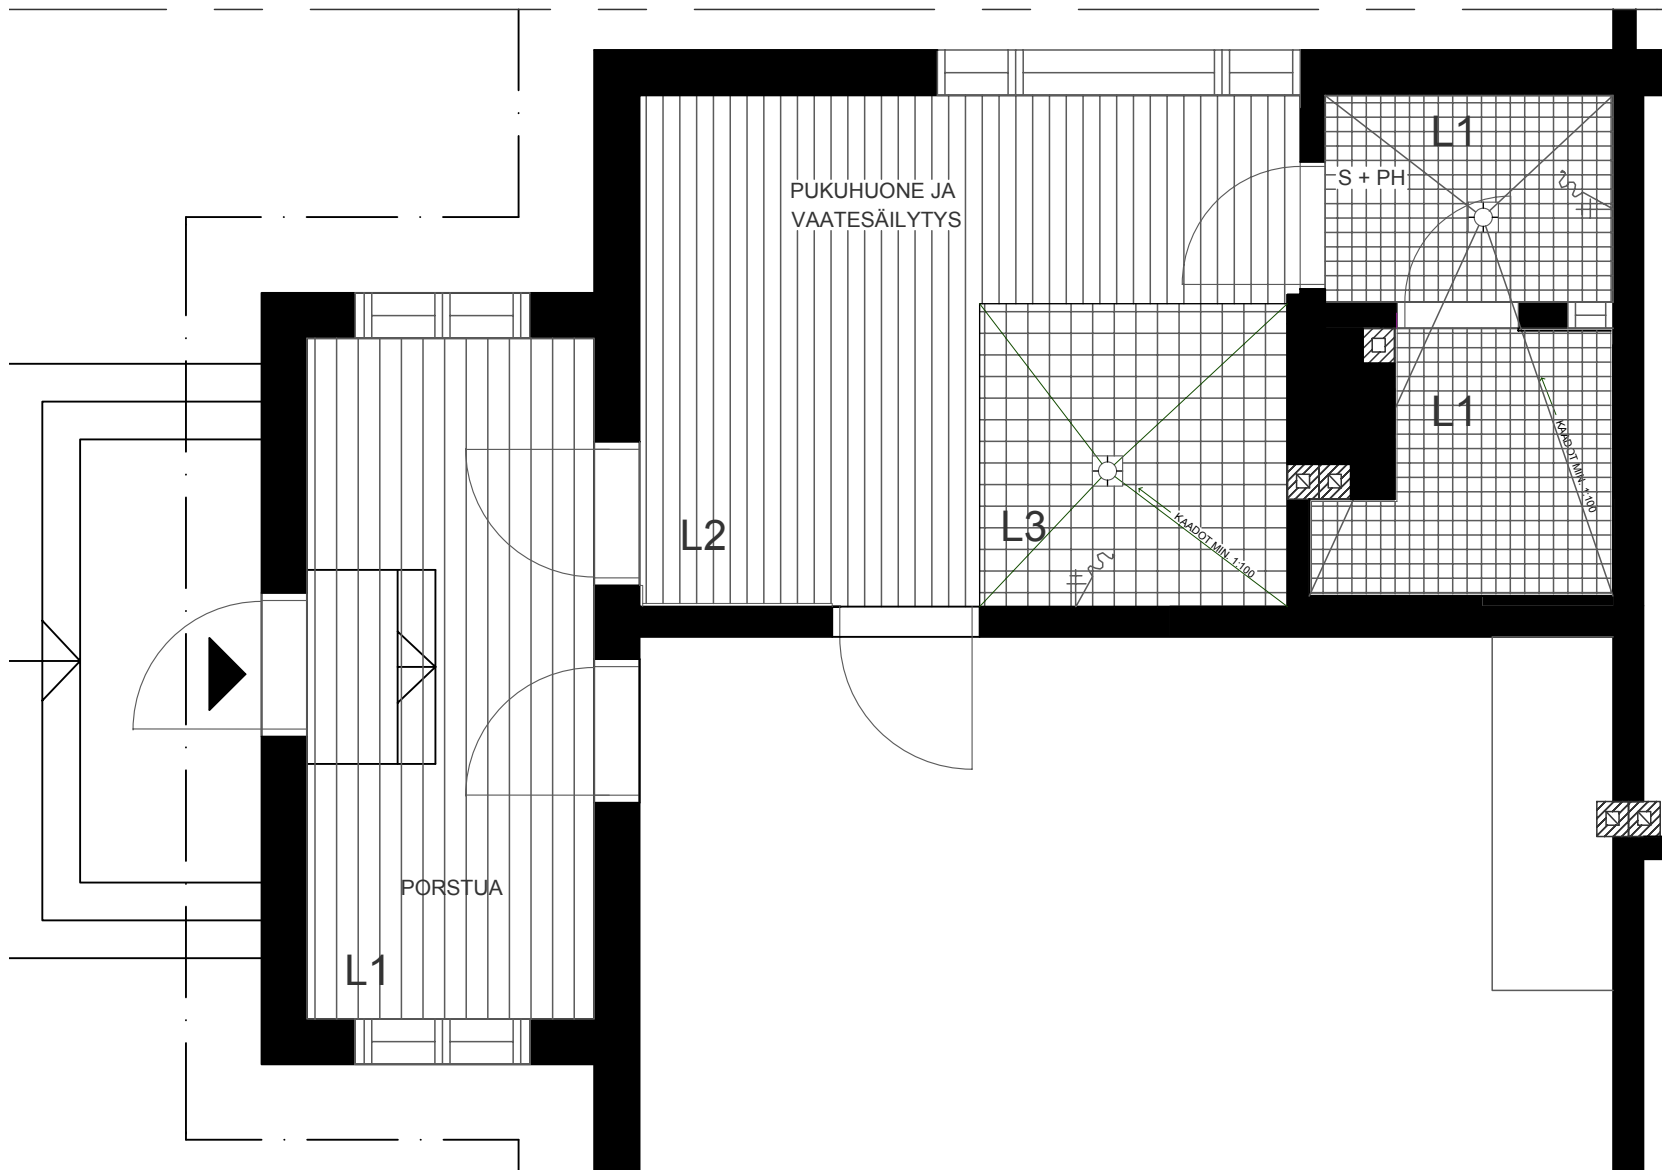 L1
S + PH
PUKUHUONE JA
VAATESÄILYTYS
L1
KAADOT MIN. 1:100
L2
L3
KAADOT MIN. 1:100
PORSTUA
L1